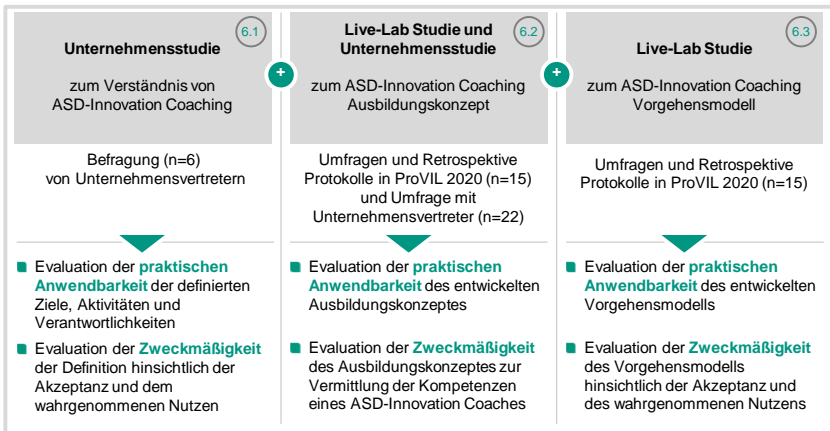 6.1
Unternehmensstudie
zum Verständnis von
ASD-Innovation Coaching
Befragung (n=6)
von Unternehmensvertretern
Evaluation der praktischen
Anwendbarkeit der definierten
Ziele, Aktivitäten und
Verantwortlichkeiten
Evaluation der Zweckmäßigkeit
der Definition hinsichtlich der
Akzeptanz und dem
wahrgenommenen Nutzen
+
6.2
Live-Lab Studie und
Unternehmensstudie
zum ASD-Innovation Coaching
Ausbildungskonzept
Umfragen und Retrospektive
Protokolle in ProVIL 2020 (n=15)
und Umfrage mit
Unternehmensvertreter (n=22)
Evaluation der praktischen
Anwendbarkeit des entwickelten
Ausbildungskonzeptes
Evaluation der Zweckmäßigkeit
des Ausbildungskonzeptes zur
Vermittlung der Kompetenzen
eines ASD-Innovation Coaches
+
6.3
Live-Lab Studie
zum ASD-Innovation Coaching
Vorgehensmodell
Umfragen und Retrospektive
Protokolle in ProVIL 2020 (n=15)
Evaluation der praktischen
Anwendbarkeit des entwickelten
Vorgehensmodells
Evaluation der Zweckmäßigkeit
des Vorgehensmodells
hinsichtlich der Akzeptanz und
des wahrgenommenen Nutzens